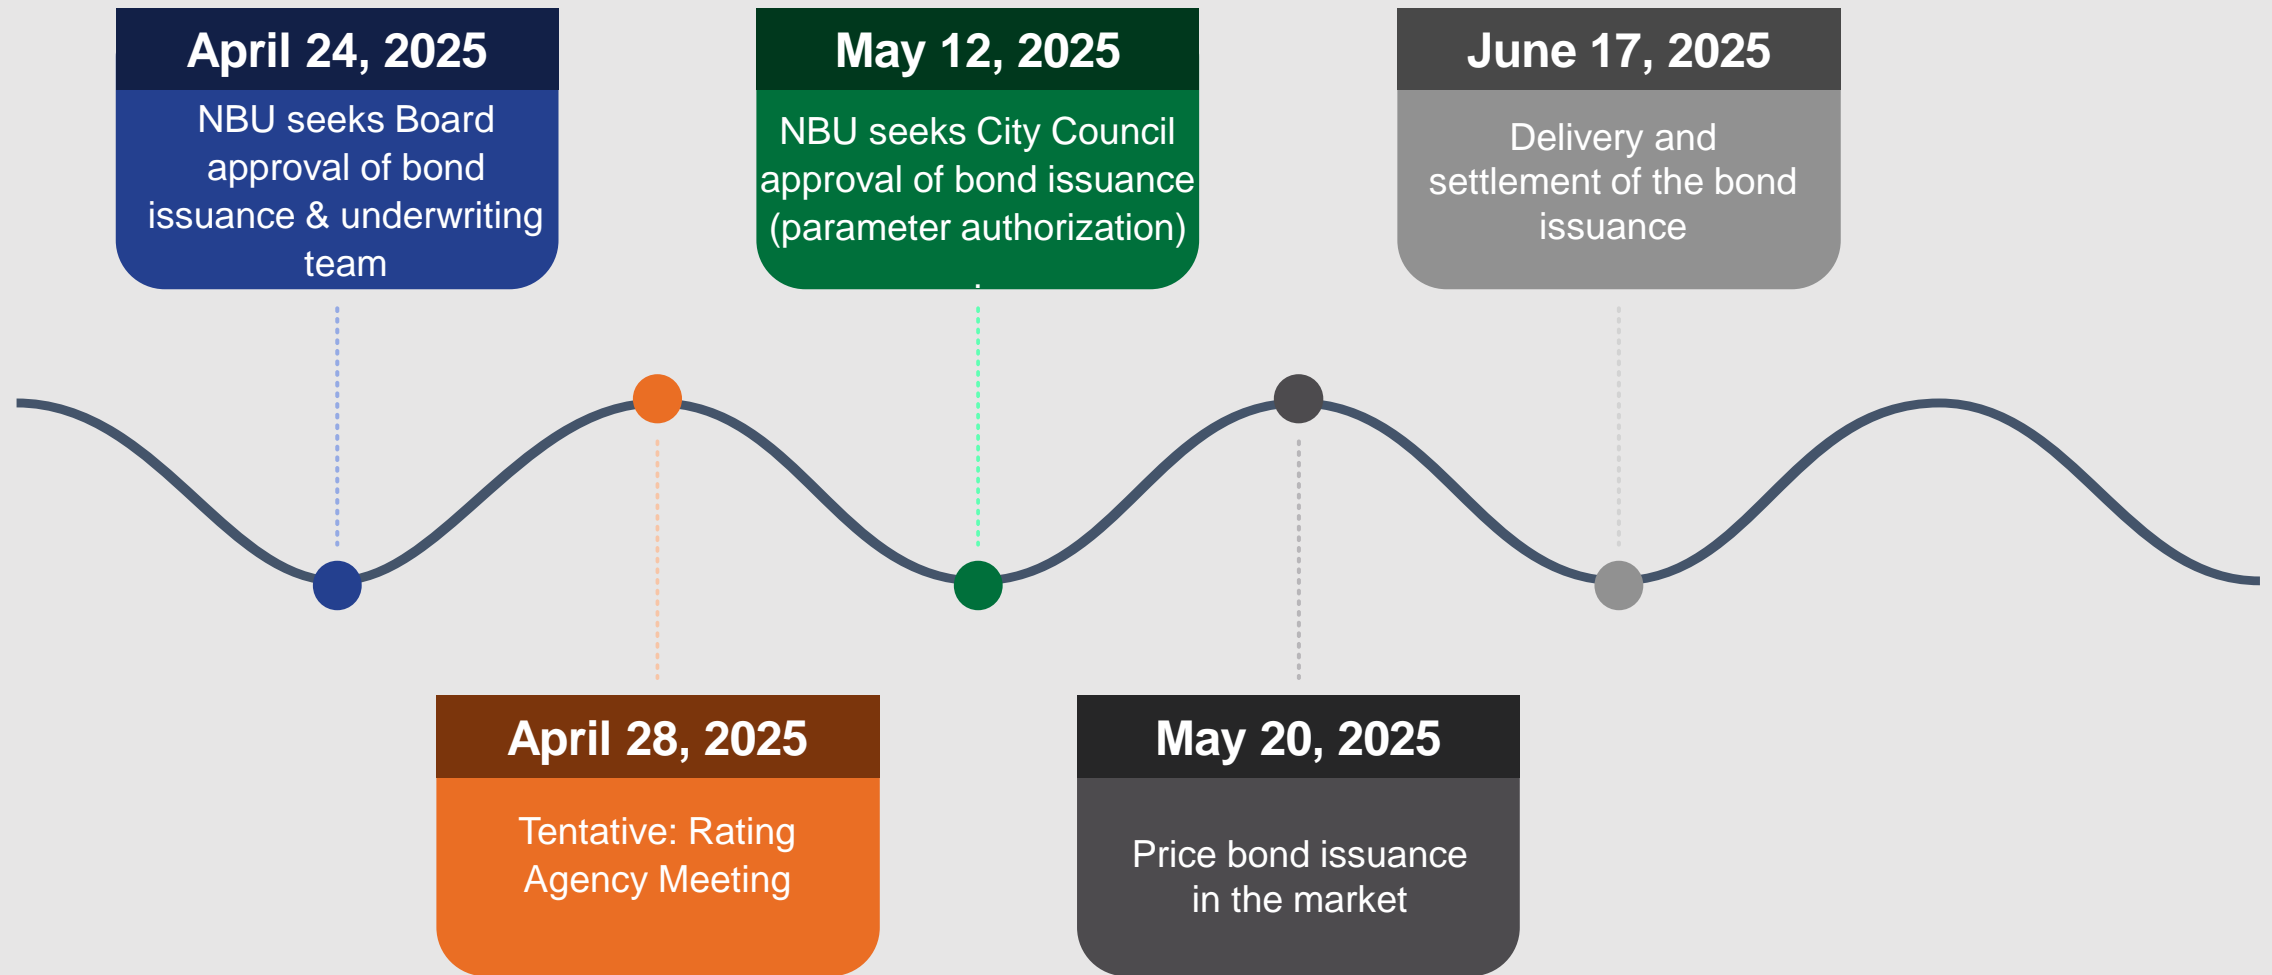 April 24, 2025
NBU seeks Board
approval of bond
issuance & underwriting
team
April 28, 2025
Tentative: Rating
Agency Meeting
May 12, 2025
NBU seeks City Council
approval of bond issuance
(parameter authorization)
.
May 20, 2025
Price bond issuance
in the market
June 17, 2025
Delivery and
settlement of the bond
issuance